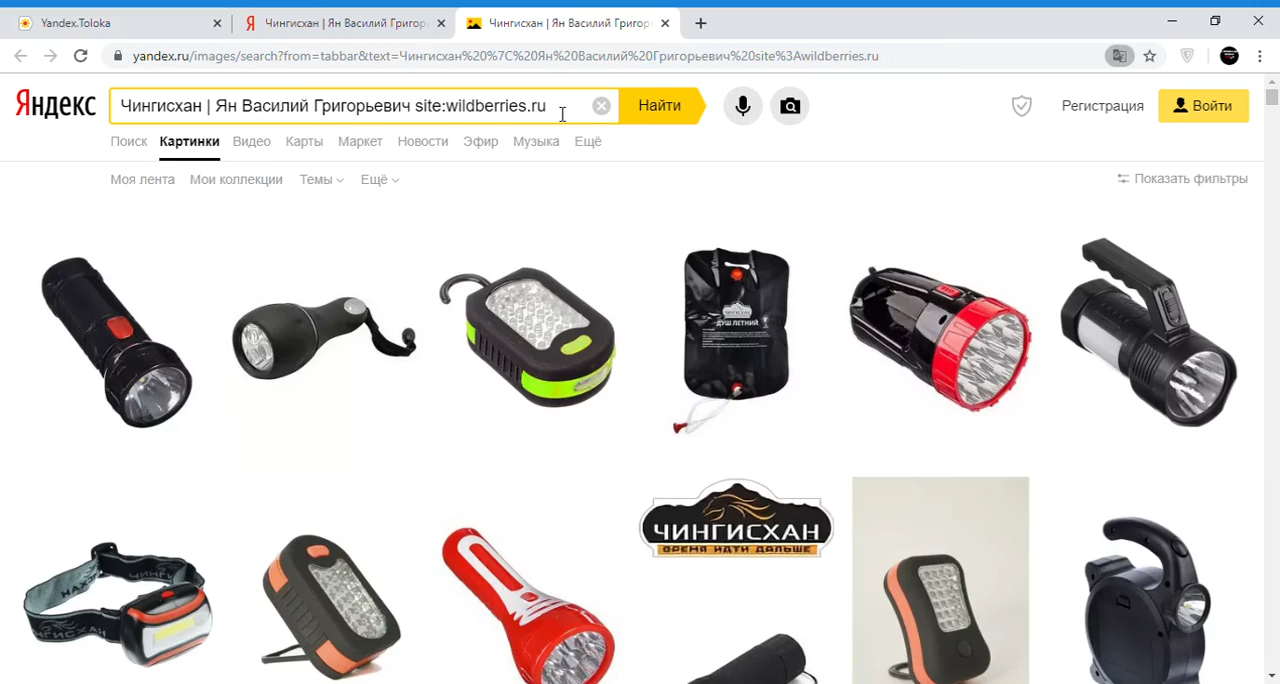 Yandex.Toloka
Чингисхан | Ян Василий Григор
Чингисхан | Ян Василий Григор
yandex.ru/images/search?from=tabbar&text=Чингисхан%20%7C%20Ян%20Василий%20Григорьевич%20site%3Awildberries.ru
Яндекс
Чингисхан | Ян Василий Григорьевич site:wildberries.ru
Найти
Регистрация
Войти
Поиск Картинки Видео Карты Маркет Новости Эфир Музыка Ещё
Моя лента Мои коллекции Темы Ещё
Показать фильтры
ЧИНГИСХАН
ДУШ ЛЕТНИЙ
ЧИНГИСХАН
ВРЕМЯ ИДТИ ДАЛЬШЕ